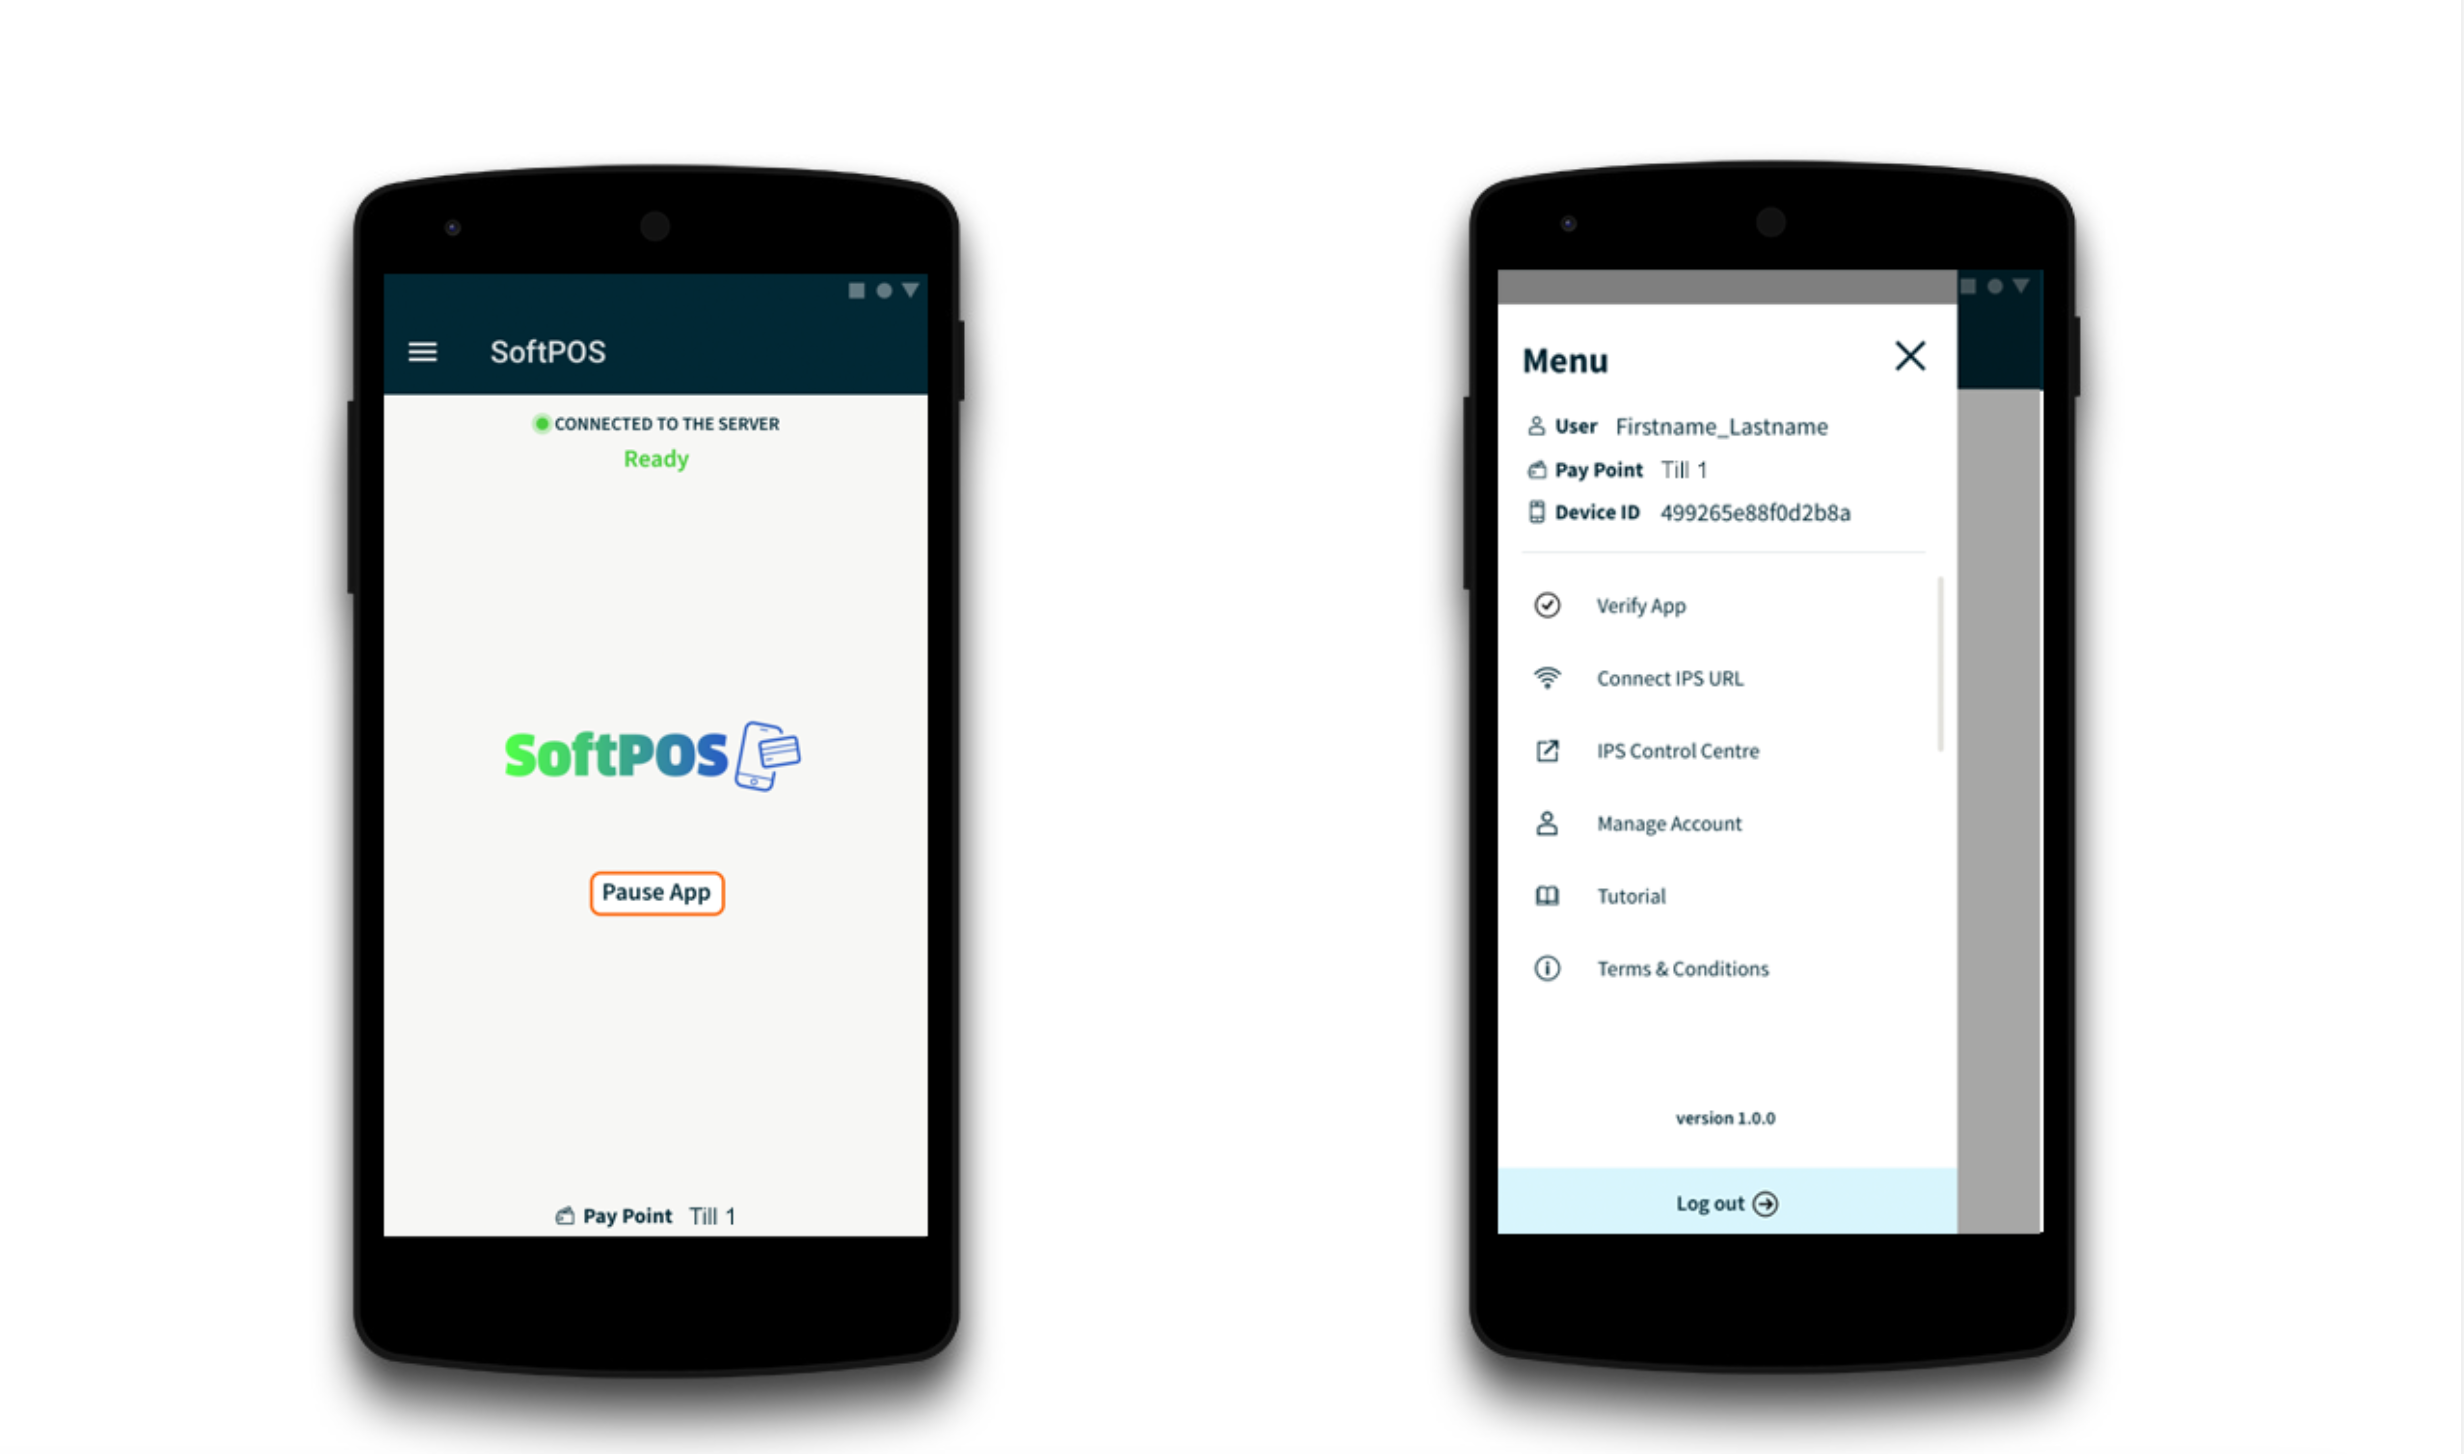 SoftPOS
CONNECTED TO THE SERVER
Ready
SoftPOS
Pause App
Pay Point Till 1
Menu
User Firstname_Lastname
Pay Point Till 1
Device ID 499265e88f0d2b8a
Verify App
Connect IPS URL
IPS Control Centre
Manage Account
Tutorial
Terms & Conditions
version 1.0.0
Log out